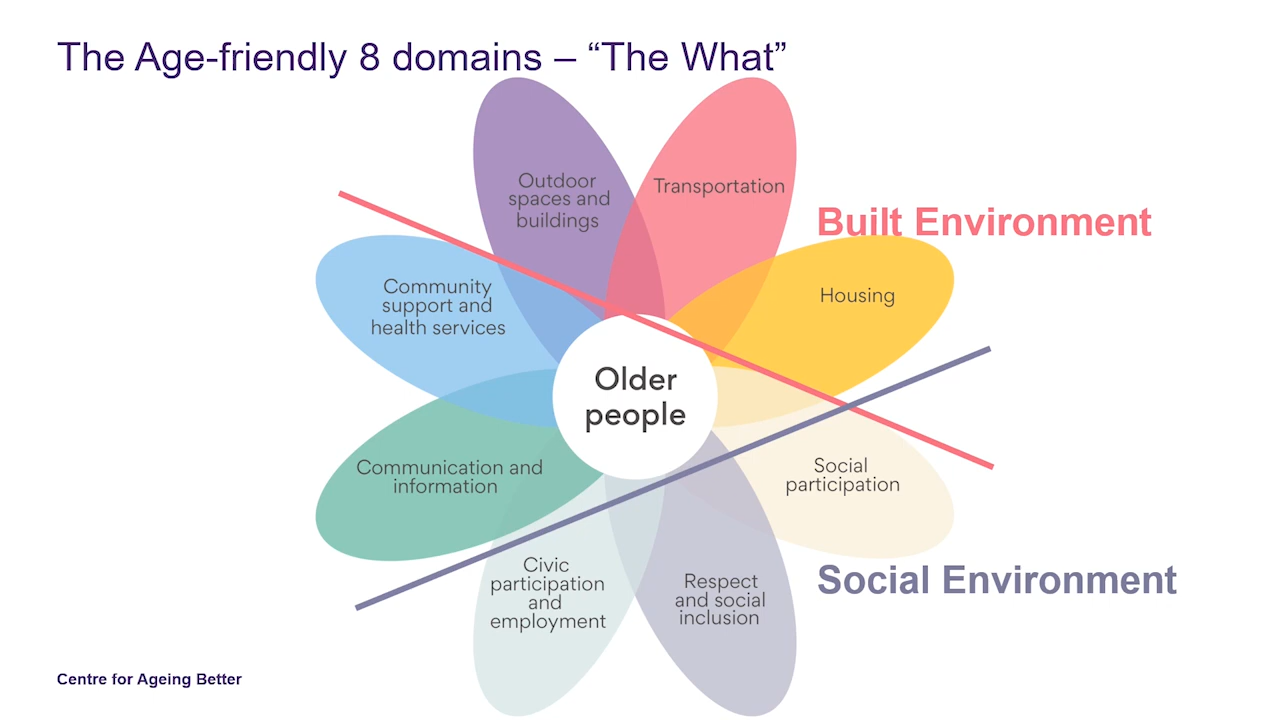 The Age-friendly 8 domains – “The What”
Outdoor
spaces and
buildings
Transportation
Built Environment
Housing
Community
support and
health services
Older
people
Communication and
information
Social
participation
Social Environment
Civic
participation
and
employment
Respect
and social
inclusion
Centre for Ageing Better